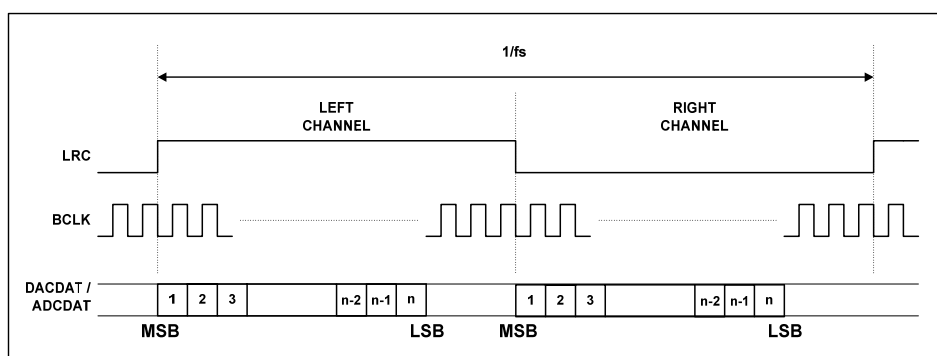 1/fs
LEFT
CHANNEL
RIGHT
CHANNEL
LRC
BCLK
DACDAT /
ADCDAT
1 2 3 n-2 n-1 n 1 2 3 n-2 n-1 n
MSB LSB MSB LSB